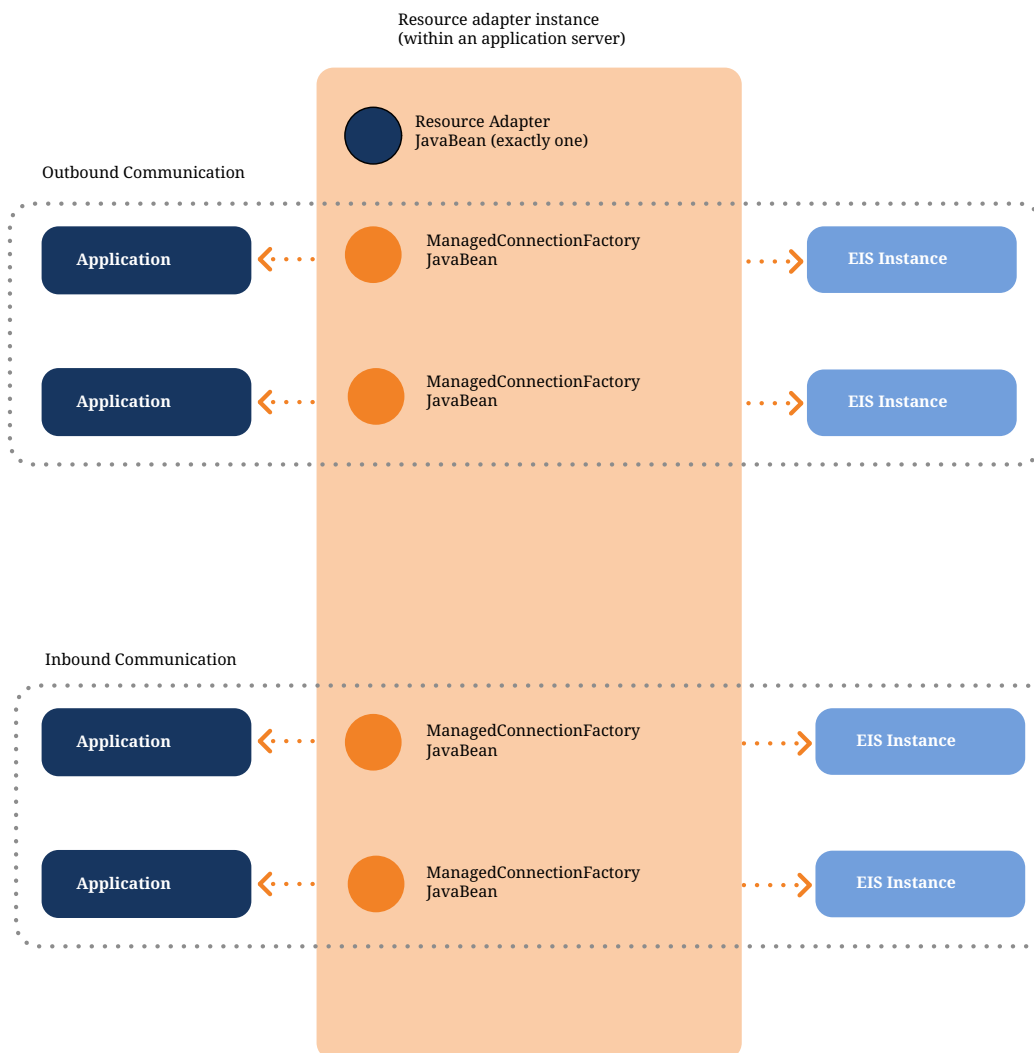 Resource adapter instance
(within an application server)
Resource Adapter
JavaBean (exactly one)
Outbound Communication
Application
ManagedConnectionFactory
JavaBean
EIS Instance
Application
ManagedConnectionFactory
JavaBean
EIS Instance
Inbound Communication
Application
ManagedConnectionFactory
JavaBean
EIS Instance
Application
ManagedConnectionFactory
JavaBean
EIS Instance